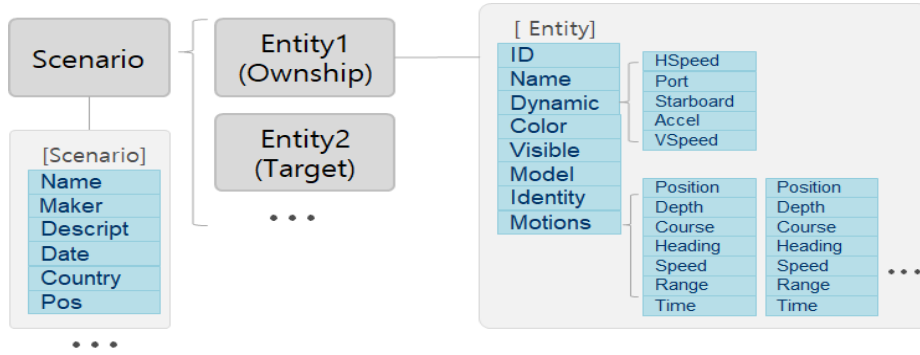 Scenario
[Scenario]
Name
Maker
Descript
Date
Country
Pos
• • •
Entity1
(Ownship)
Entity2
(Target)
• • •
[ Entity]
ID
Name
Dynamic
Color
Visible
Model
Identity
Motions
HSpeed
Port
Starboard
Accel
VSpeed
Position
Depth
Course
Heading
Speed
Range
Time
Position
Depth
Course
Heading
Speed
Range
Time
• • •